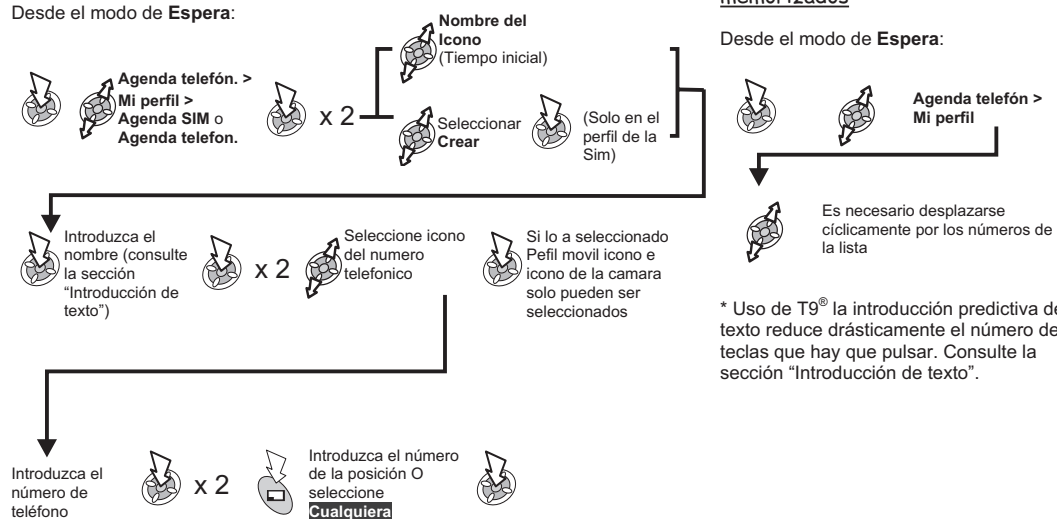 Desde el modo de Espera:
Agenda telefón. >
Mi perfil >
Agenda SIM o
Agenda telefon.
x 2
Nombre del
Icono
(Tiempo inicial)
Seleccionar
Crear
(Solo en el
perfil de la
Sim)
Introduzca el
nombre (consulte
la sección
“Introducción de
texto”)
x 2
Seleccione icono
del numero
telefonico
Si lo a seleccionado
Pefil movil icono e
icono de la camara
solo pueden ser
seleccionados
Introduzca el
número de
teléfono
x 2
Introduzca el número
de la posición O
seleccione
Cualquiera
memorizados
Desde el modo de Espera:
Agenda telefón >
Mi perfil
Es necesario desplazarse
cíclicamente por los números de
la lista
* Uso de T9® la introducción predictiva de
texto reduce drásticamente el número de
teclas que hay que pulsar. Consulte la
sección “Introducción de texto”.